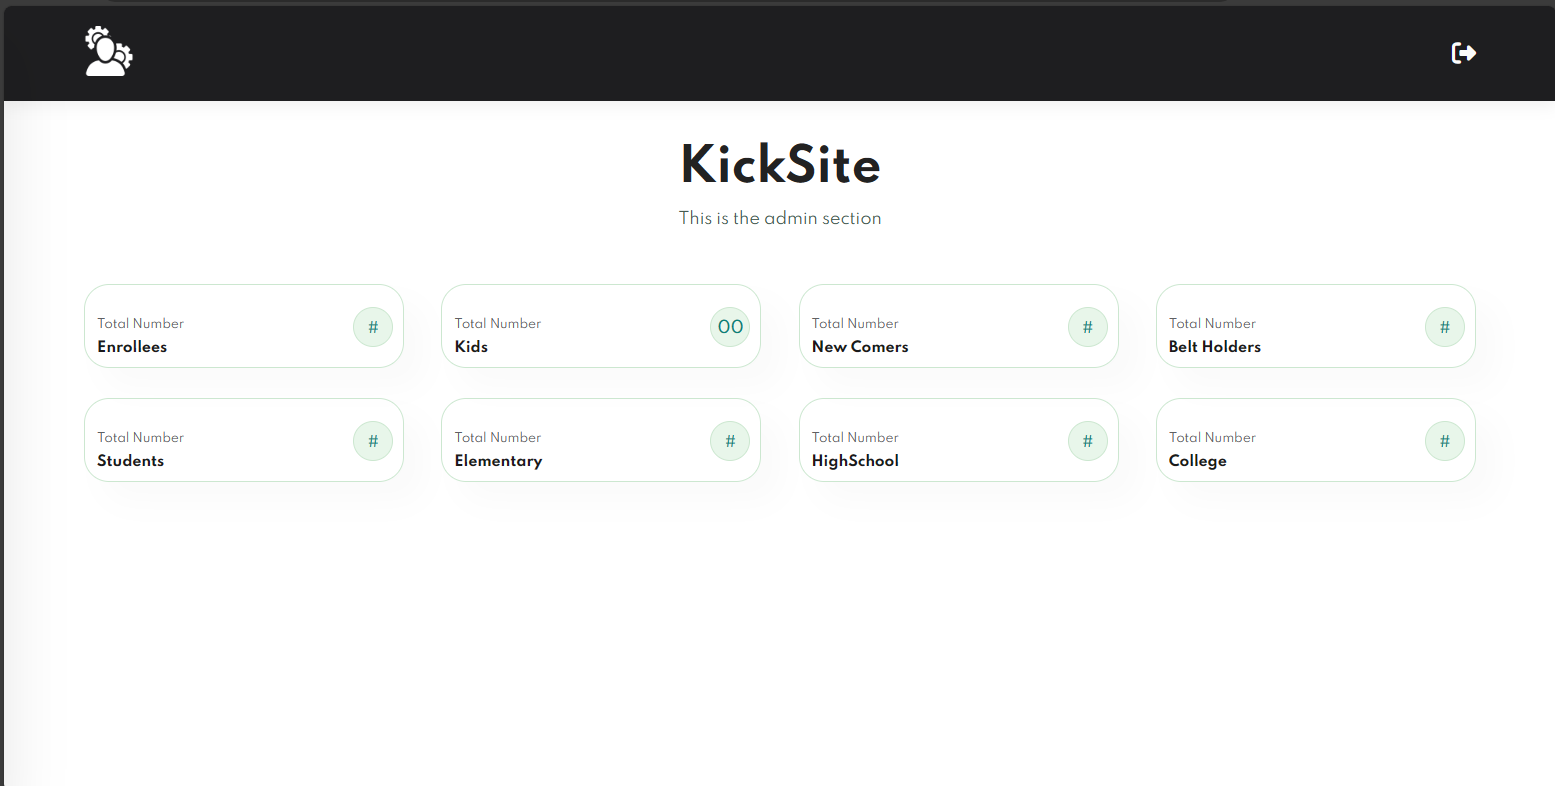 KickSite
This is the admin section
Total Number
Enrollees
#
Total Number
Kids
00
Total Number
New Comers
#
Total Number
Belt Holders
#
Total Number
Students
#
Total Number
Elementary
#
Total Number
HighSchool
#
Total Number
College
#